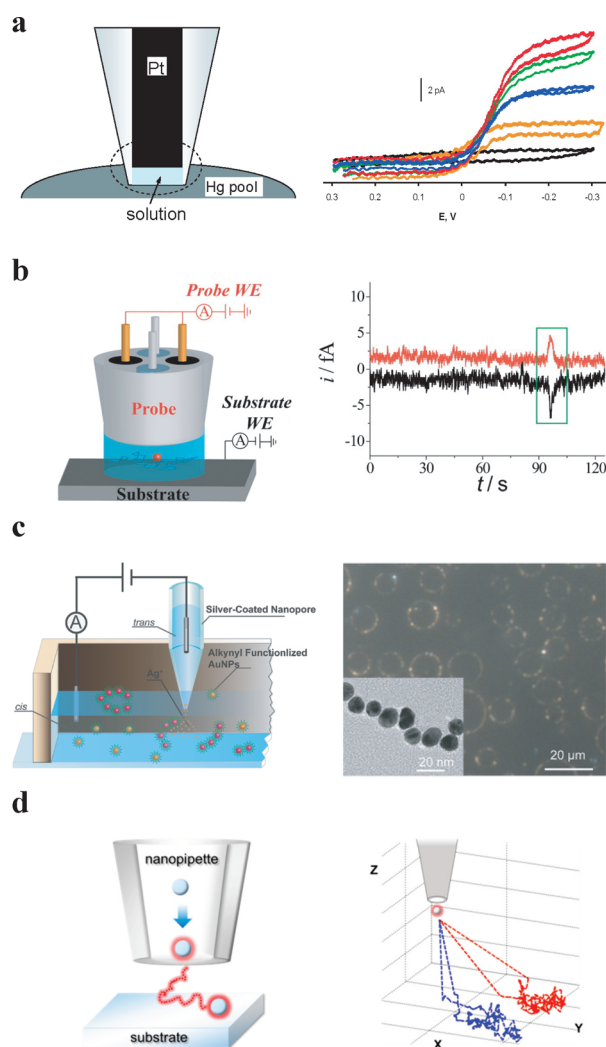 a
Pt
Hg pool
solution
2 pA
0.3 0.2 0.1 0 -0.1 -0.2 -0.3
E, V
b
Probe WE
A
Probe
Substrate
WE
A
Substrate
10
5
0
-5
-10
i / fA
0 30 60 90 120
t / s
c
A
trans
Silver-Coated Nanopore
Alkynyl Functionlized
AuNPs
Ag+
cis
20 nm
20 µm
d
nanopipette
substrate
Z
X
Y